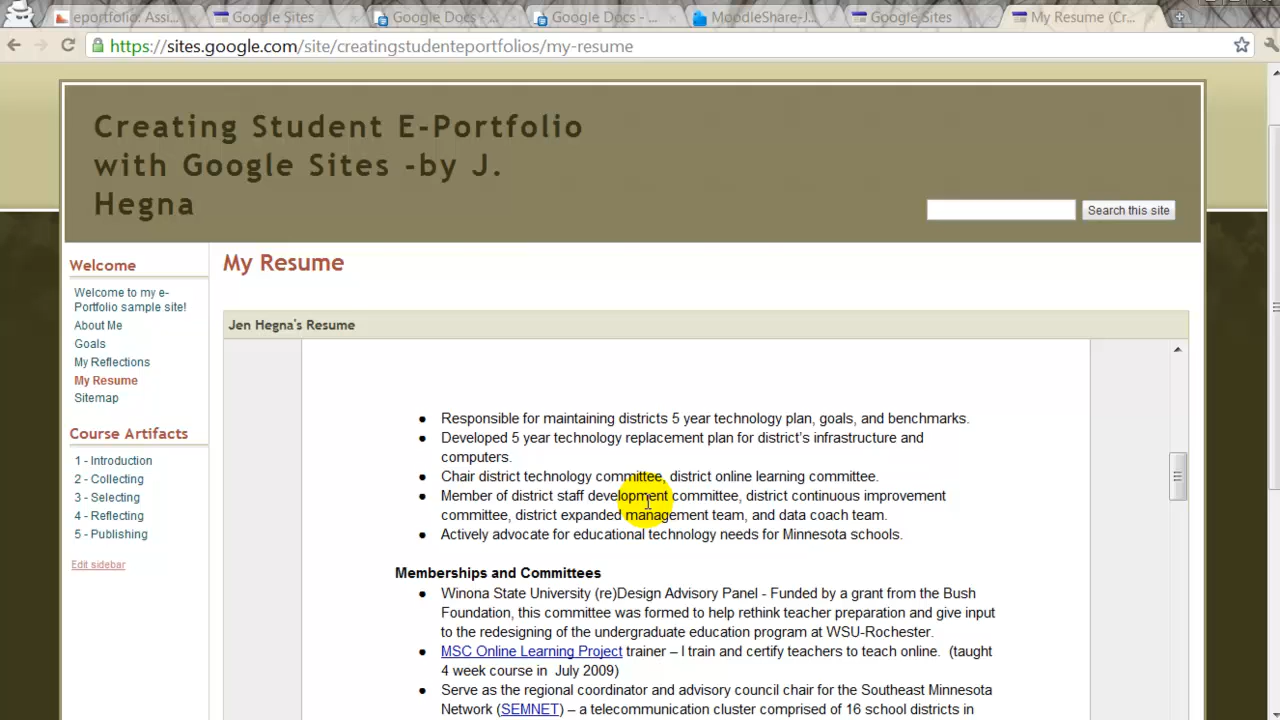 eportfolio: Assi...
Google Sites
Google Docs - ...
Google Docs - ...
MoodleShare-J...
Google Sites
My Resume (Cr...
https://sites.google.com/site/creatingstudenteportfolios/my-resume
Creating Student E-Portfolio
with Google Sites -by J.
Hegna
Search this site
Welcome
Welcome to my e-
Portfolio sample site!
About Me
Goals
My Reflections
My Resume
Sitemap
Course Artifacts
1 - Introduction
2 - Collecting
3 - Selecting
4 - Reflecting
5 - Publishing
Edit sidebar
My Resume
Jen Hegna's Resume
● Responsible for maintaining districts 5 year technology plan, goals, and benchmarks.
● Developed 5 year technology replacement plan for district's infrastructure and
computers.
● Chair district technology committee, district online learning committee.
● Member of district staff development committee, district continuous improvement
committee, district expanded management team, and data coach team.
● Actively advocate for educational technology needs for Minnesota schools.
Memberships and Committees
● Winona State University (re)Design Advisory Panel - Funded by a grant from the Bush
Foundation, this committee was formed to help rethink teacher preparation and give input
to the redesigning of the undergraduate education program at WSU-Rochester.
● MSC Online Learning Project trainer – I train and certify teachers to teach online. (taught
4 week course in July 2009)
● Serve as the regional coordinator and advisory council chair for the Southeast Minnesota
Network (SEMNET) – a telecommunication cluster comprised of 16 school districts in